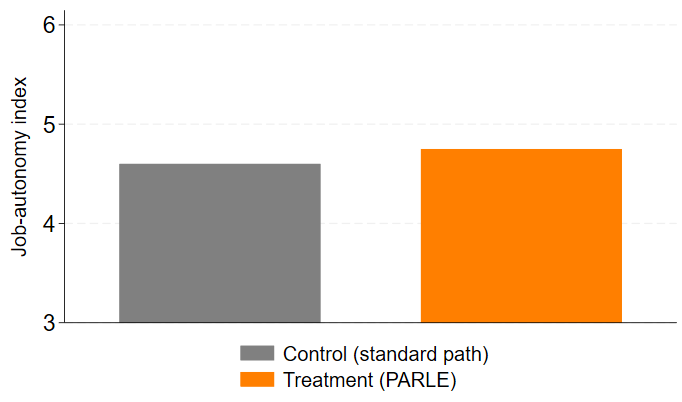 Job-autonomy index
6
5
4
3
Control (standard path)
Treatment (PARLE)